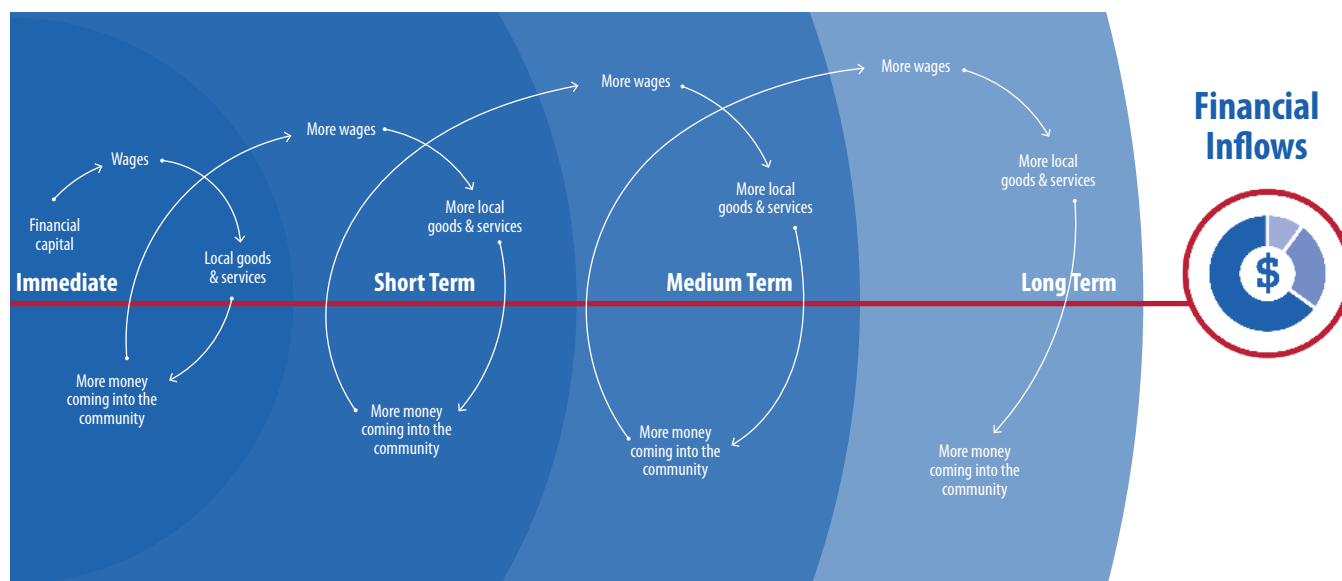 Financial
capital
Wages
Local goods
& services
Immediate
More money
coming into the
community
More wages
More local
goods & services
Short Term
More money
coming into the
community
More wages
More local
goods & services
Medium Term
More money
coming into the
community
More wages
More local
goods & services
Long Term
More money
coming into the
community
Financial
Inflows
$